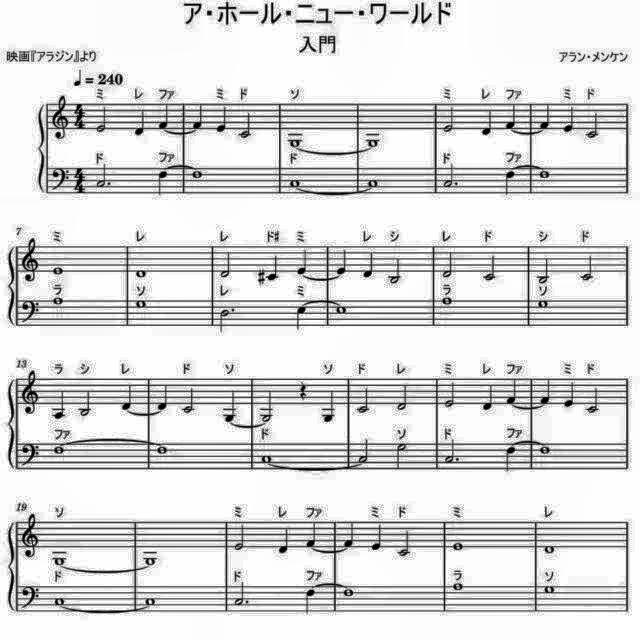 ア・ホール・ニュー・ワールド
入門
映画『アラジン』より
アラン・メンケン
♩ = 240
ミ レ ファ ミ ド ソ ミ レ ファ ミ ド
4 4
ド ファ ド ド ファ
4 4
7
ミ レ レ ド# ミ レ シ レ ド シ ド
ラ ソ レ ミ ラ ソ
13
ラ シ レ ド ソ ソ ド レ ミ レ ファ ミ ド
ファ ド ソ ド ファ
19
ソ ミ レ ファ ミ ド ミ レ
ド ド ファ ラ ソ